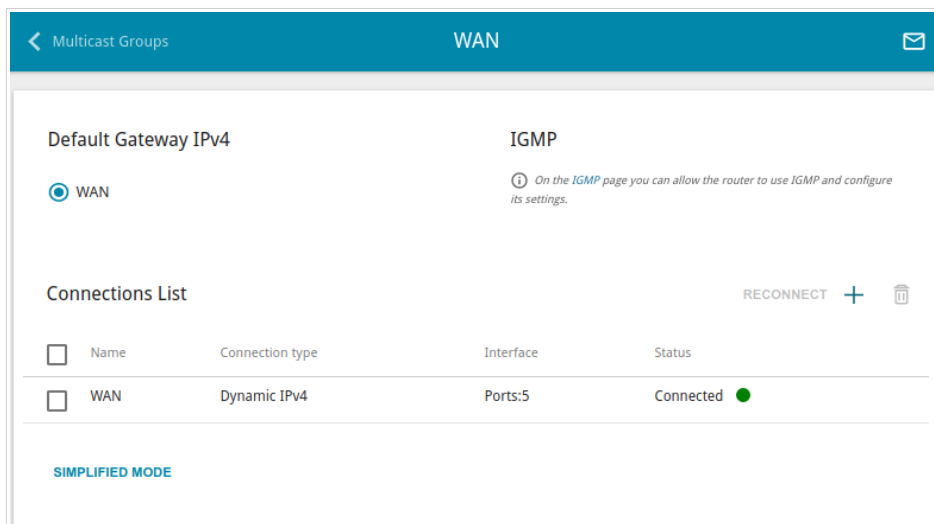 Multicast Groups
WAN
Default Gateway IPv4
WAN
IGMP
On the IGMP page you can allow the router to use IGMP and configure
its settings.
Connections List
RECONNECT
Name Connection type Interface Status
WAN Dynamic IPv4 Ports:5 Connected
SIMPLIFIED MODE